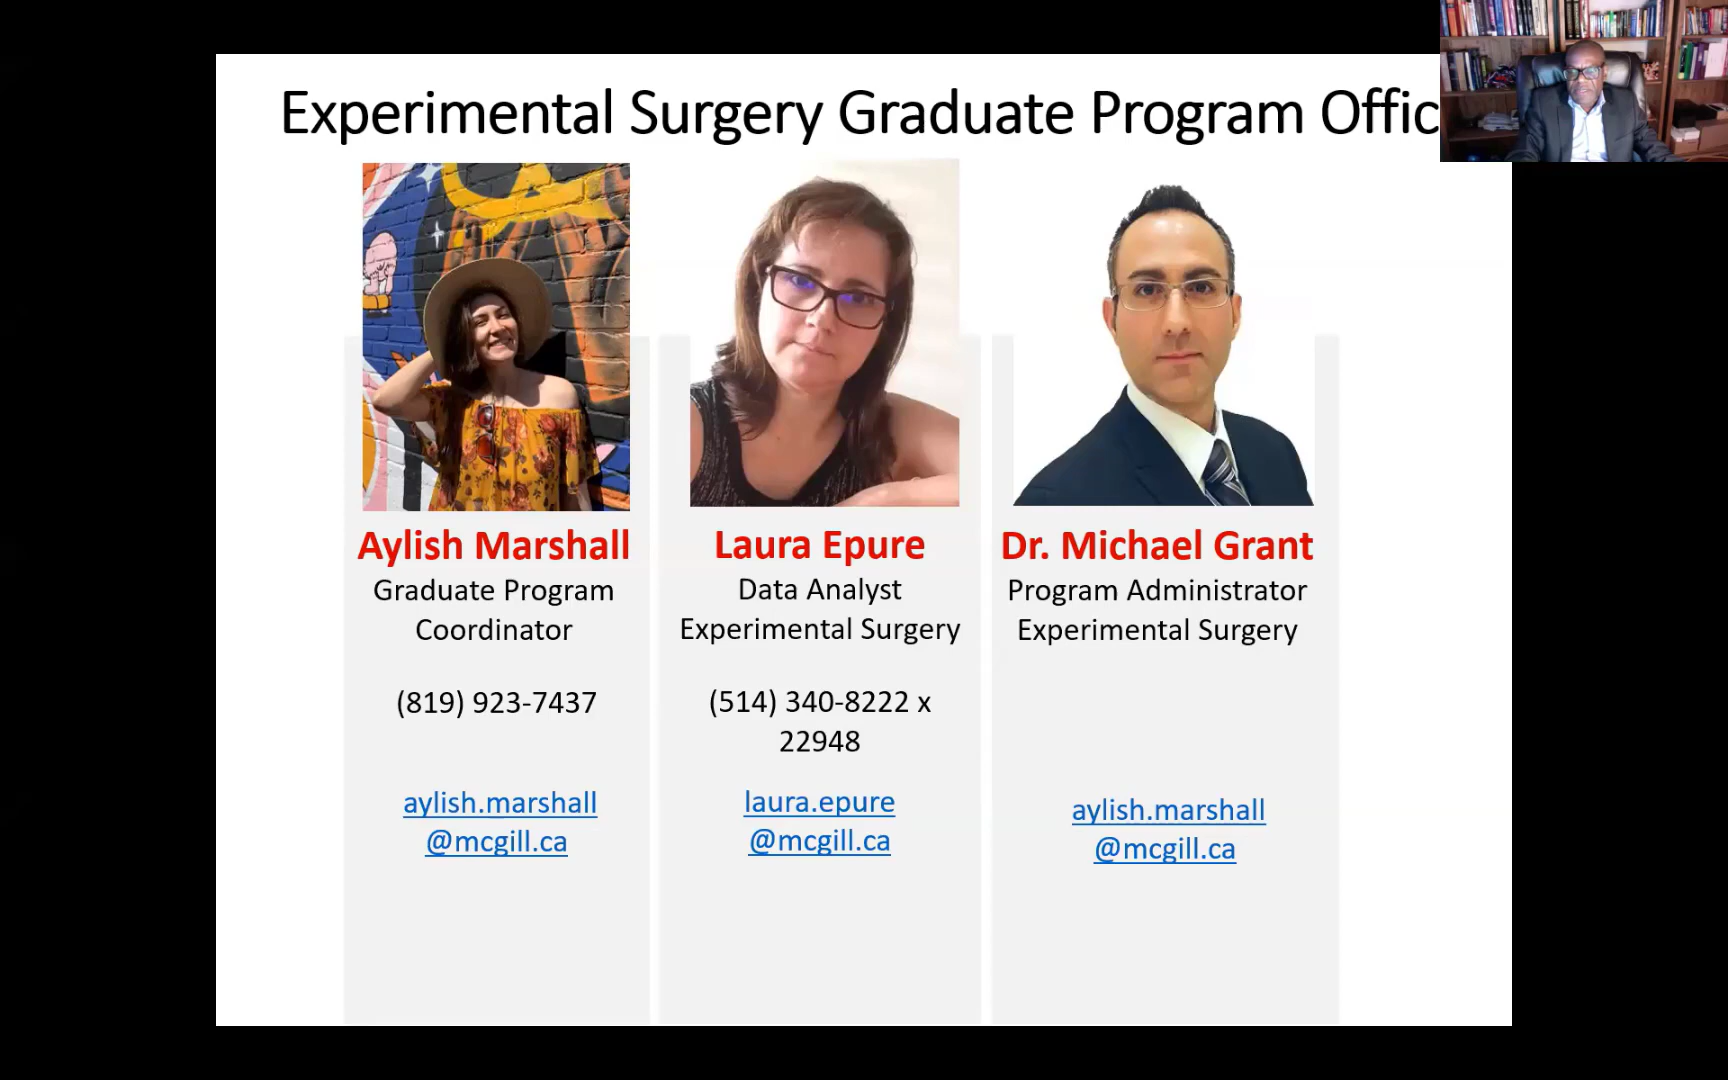 Experimental Surgery Graduate Program Offic
Aylish Marshall
Graduate Program
Coordinator
(819) 923-7437
aylish.marshall
@mcgill.ca
Laura Epure
Data Analyst
Experimental Surgery
(514) 340-8222 x
22948
laura.epure
@mcgill.ca
Dr. Michael Grant
Program Administrator
Experimental Surgery
aylish.marshall
@mcgill.ca